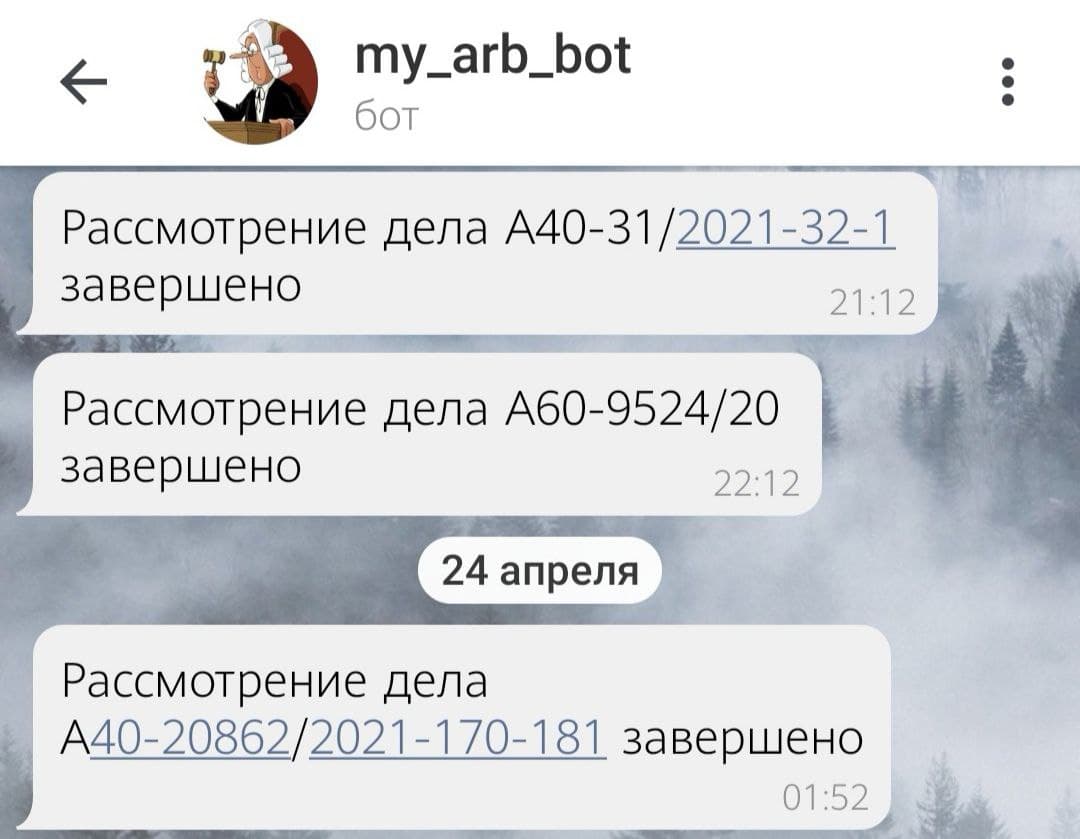 my_arb_bot
бот
Рассмотрение дела А40-31/2021-32-1
завершено
21:12
Рассмотрение дела А60-9524/20
завершено
22:12
24 апреля
Рассмотрение дела
А40-20862/2021-170-181 завершено
01:52